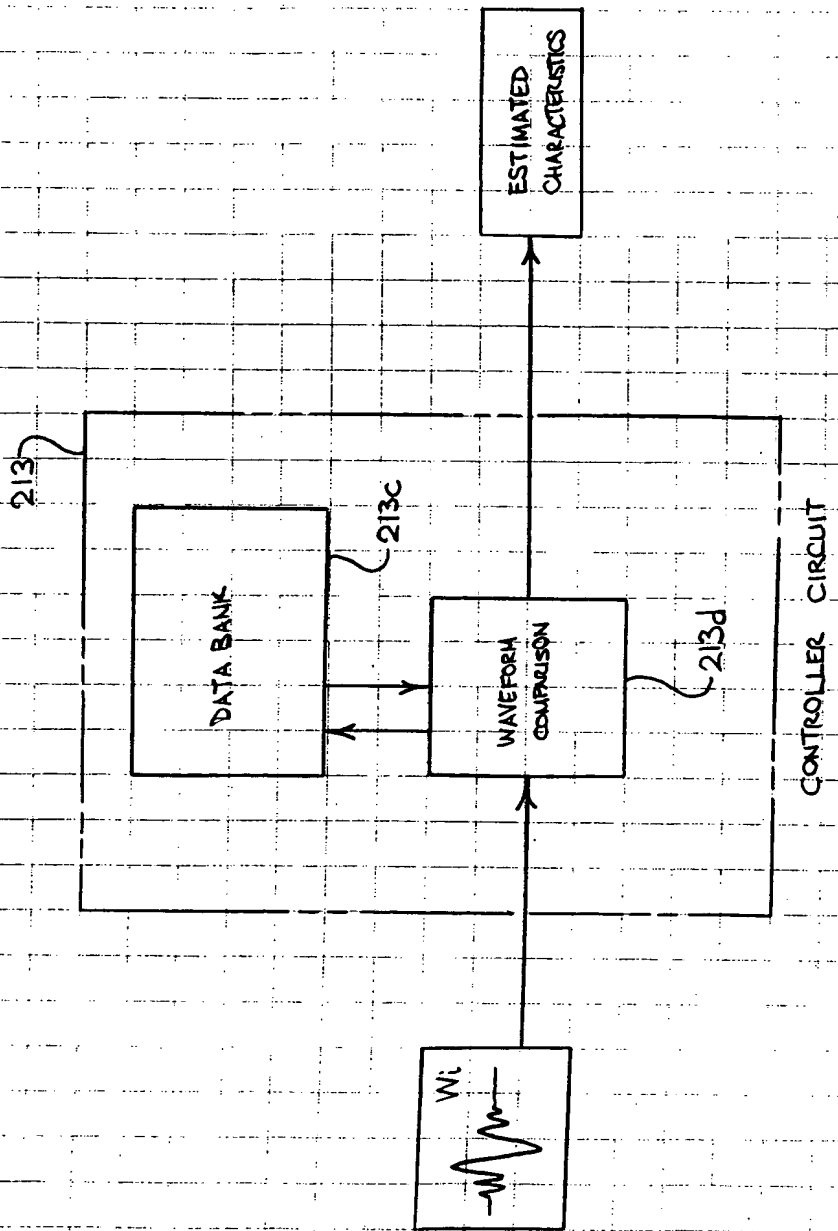 213
DATA BANK
213c
Wi
WAVEFORM
COMPARISON
213d
ESTIMATED
CHARACTERISTICS
CONTROLLER CIRCUIT